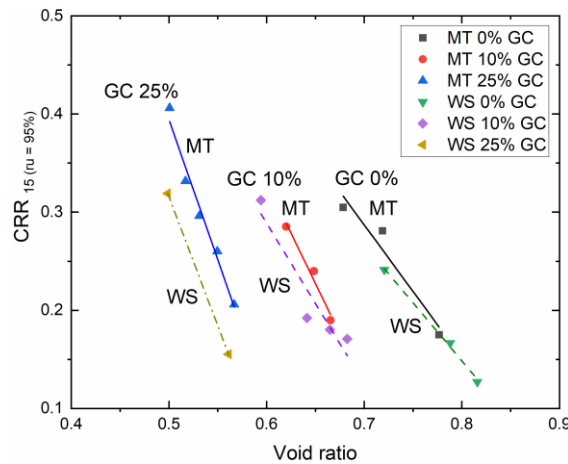 MT 0% GC
MT 10% GC
MT 25% GC
WS 0% GC
WS 10% GC
WS 25% GC
GC 25%
MT
GC 10%
GC 0%
MT
MT
WS
WS
WS
CRR 15 (ru = 95%)
0.5
0.4
0.3
0.2
0.1
0.4
0.5
0.6
0.7
0.8
0.9
Void ratio